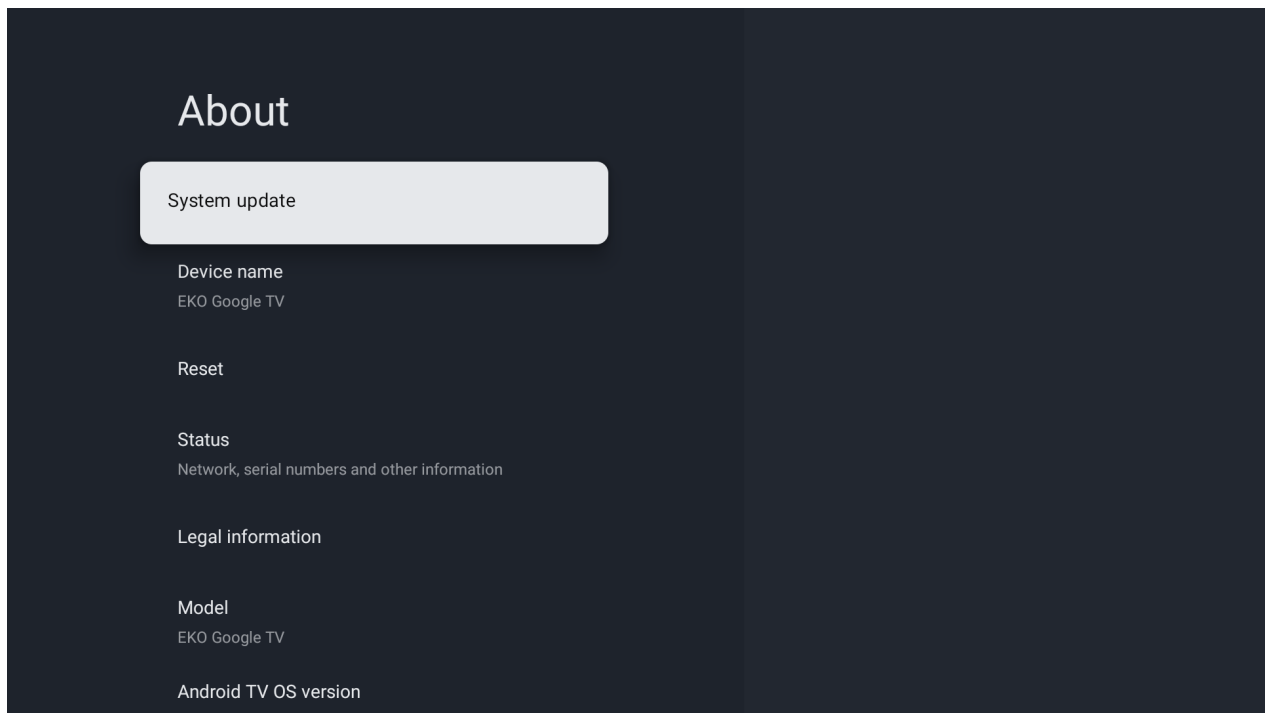 About
System update
Device name
EKO Google TV
Reset
Status
Network, serial numbers and other information
Legal information
Model
EKO Google TV
Android TV OS version